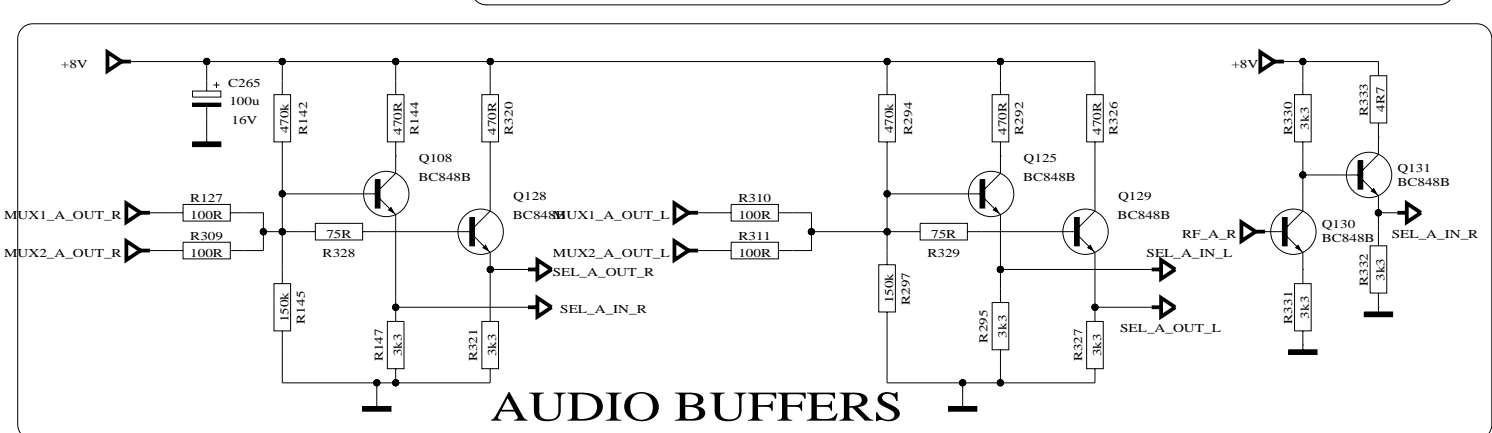 +8V
C265
+
100u
16V
470k
R142
470R
R144
470R
R320
Q108
BC848B
Q128
BC848B
R127
MUX1_A_OUT_R
100R
R309
MUX2_A_OUT_R
100R
75R
R328
SEL_A_OUT_R
SEL_A_IN_R
150k
R145
R147
3k3
R321
3k3
470k
R294
470R
R292
470R
R326
Q125
BC848B
Q129
BC848B
R310
MUX1_A_OUT_L
100R
R311
MUX2_A_OUT_L
100R
75R
R329
SEL_A_IN_L
SEL_A_OUT_L
150k
R297
R295
3k3
R327
3k3
+8V
R330
3k3
R333
4R7
Q131
BC848B
Q130
BC848B
RF_A_R
SEL_A_IN_R
R332
3k3
R331
3k3
AUDIO BUFFERS